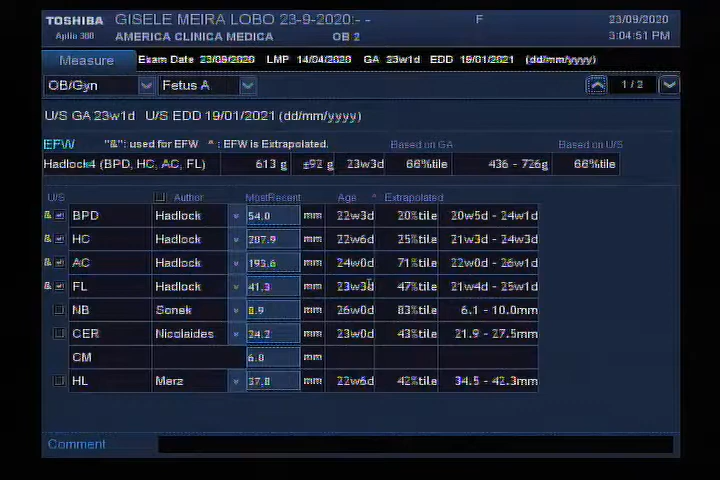 TOSHIBA GISELE MEIRA LOBO 23-9-2020:- - F 23/09/2020
Aplio 300 AMERICA CLINICA MEDICA OB 2 3:04:51 PM
Measure Exam Date 23/09/2020 LMP 14/04/2020 GA 23w1d EDD 19/01/2021 (dd/mm/yyyy)
OB/Gyn Fetus A 1/2
U/S GA 23w1d U/S EDD 19/01/2021 (dd/mm/yyyy)
EFW "&": used for EFW ^ : EFW is Extrapolated. Based on GA Based on U/S
Hadlock4 (BPD, HC, AC, FL) 613 g ±92 g 23w3d 66%tile 436 - 726g 66%tile
U/S Author MostRecent Age ^ Extrapolated
& BPD Hadlock 54.0 mm 22w3d 20%tile 20w5d - 24w1d
& HC Hadlock 207.9 mm 22w6d 25%tile 21w3d - 24w3d
& AC Hadlock 193.6 mm 24w0d 71%tile 22w0d - 26w1d
& FL Hadlock 41.3 mm 23w3d 47%tile 21w4d - 25w1d
NB Sonek 8.9 mm 26w0d 83%tile 6.1 - 10.0mm
CER Nicolaides 24.2 mm 23w0d 43%tile 21.9 - 27.5mm
CM 6.0 mm
HL Merz 37.8 mm 22w6d 42%tile 34.5 - 42.3mm
Comment